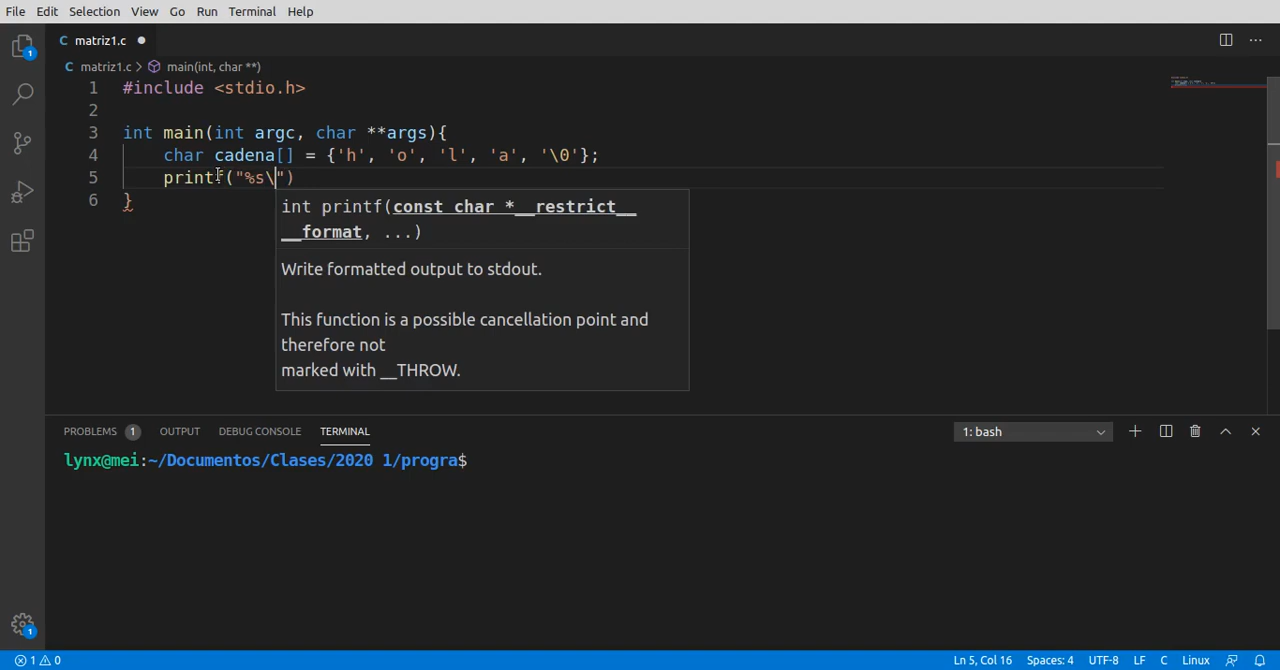 File Edit Selection View Go Run Terminal Help
1 C matriz1.c ● ···
C matriz1.c > main(int, char **)
1 #include <stdio.h>
2
3 int main(int argc, char **args){
4 char cadena[] = {'h', 'o', 'l', 'a', '\0'};
5 printf("%s\")
6 }
int printf(const char *__restrict__
__format, ...)
Write formatted output to stdout.
This function is a possible cancellation point and
therefore not
marked with __THROW.
PROBLEMS 1 OUTPUT DEBUG CONSOLE TERMINAL 1: bash
lynx@mei:~/Documentos/Clases/2020 1/progra$
1
1 0 Ln 5, Col 16 Spaces: 4 UTF-8 LF C Linux